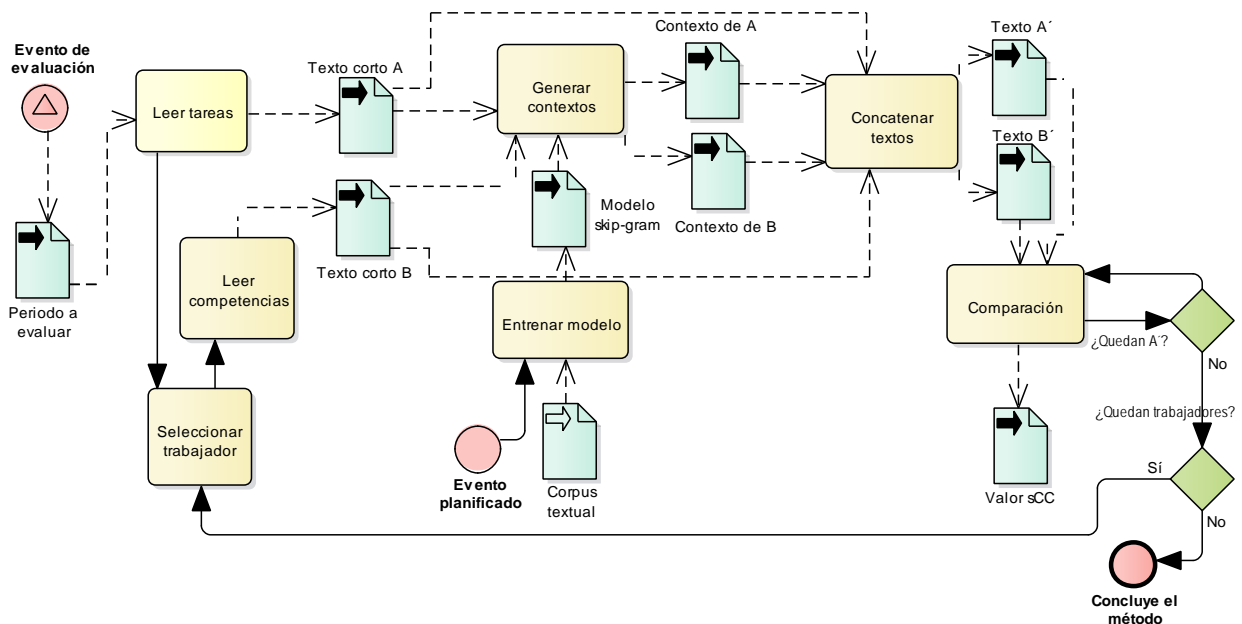 Evento de
evaluación
Leer tareas
Texto corto A
Generar
contextos
Contexto de A
Concatenar
textos
Texto A´
Texto B´
Modelo
skip-gram
Contexto de B
Periodo a
evaluar
Leer
competencias
Texto corto B
Entrenar modelo
Comparación
¿Quedan A´?
No
¿Quedan trabajadores?
Seleccionar
trabajador
Evento
planificado
Corpus
textual
Valor sCC
Sí
No
Concluye el
método